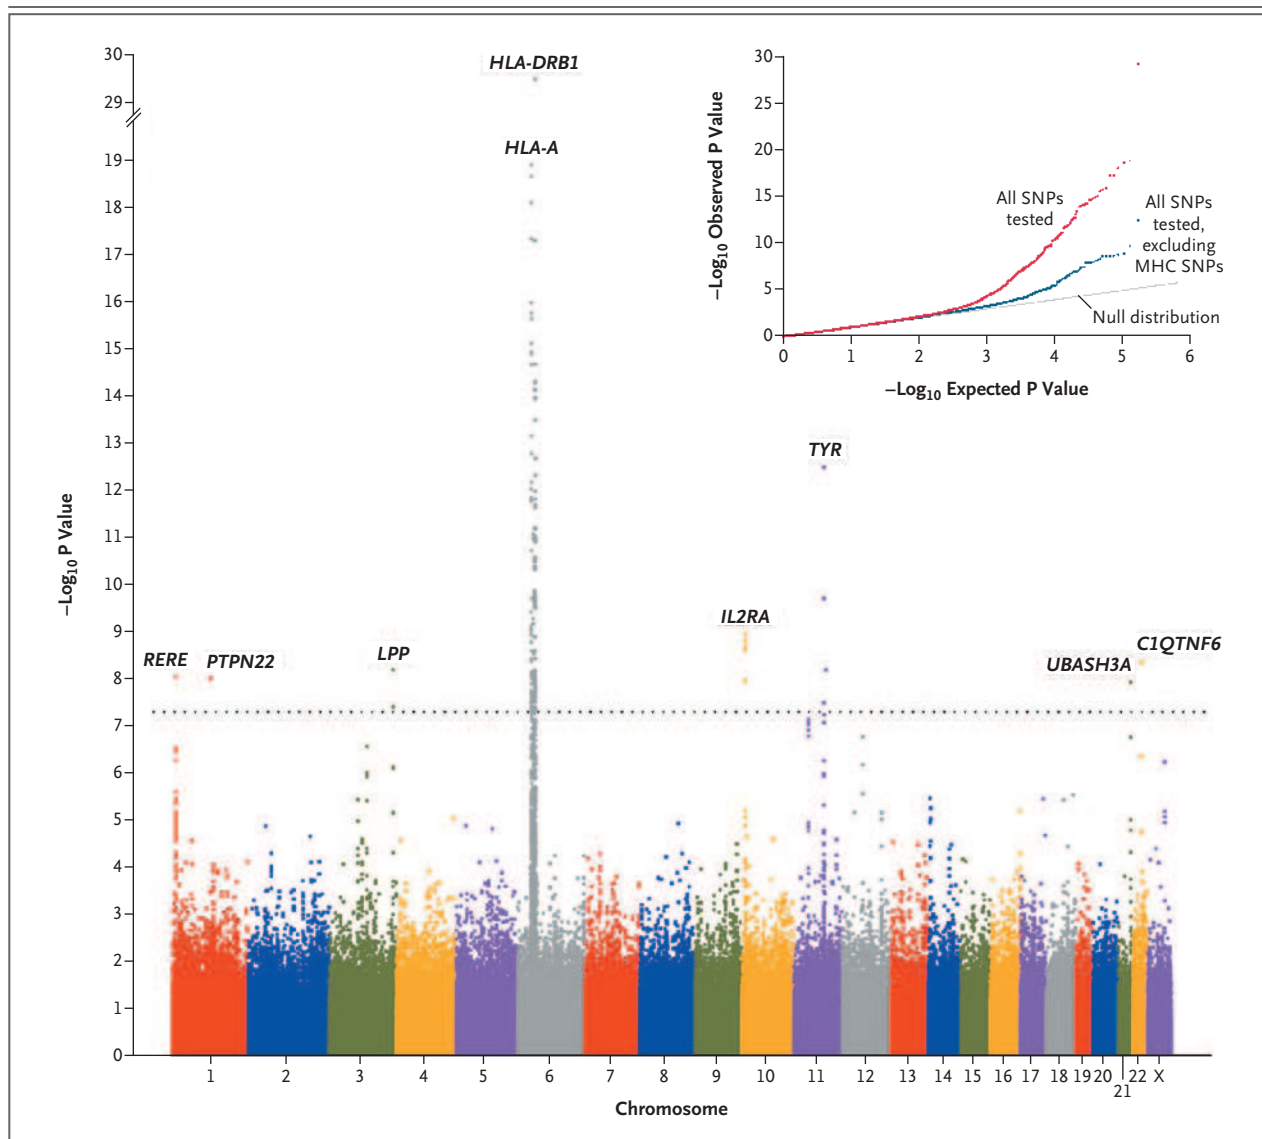 30
29
19
18
17
16
15
14
13
12
11
10
9
8
7
6
5
4
3
2
1
0
−Log10 P Value
HLA-DRB1
HLA-A
TYR
IL2RA
C1QTNF6
LPP
RERE
PTPN22
UBASH3A
1 2 3 4 5 6 7 8 9 10 11 12 13 14 15 16 17 18 19 20 21 22 X
Chromosome
30
25
20
15
10
5
0
−Log10 Observed P Value
All SNPs
tested
All SNPs
tested,
excluding
MHC SNPs
Null distribution
0 1 2 3 4 5 6
−Log10 Expected P Value